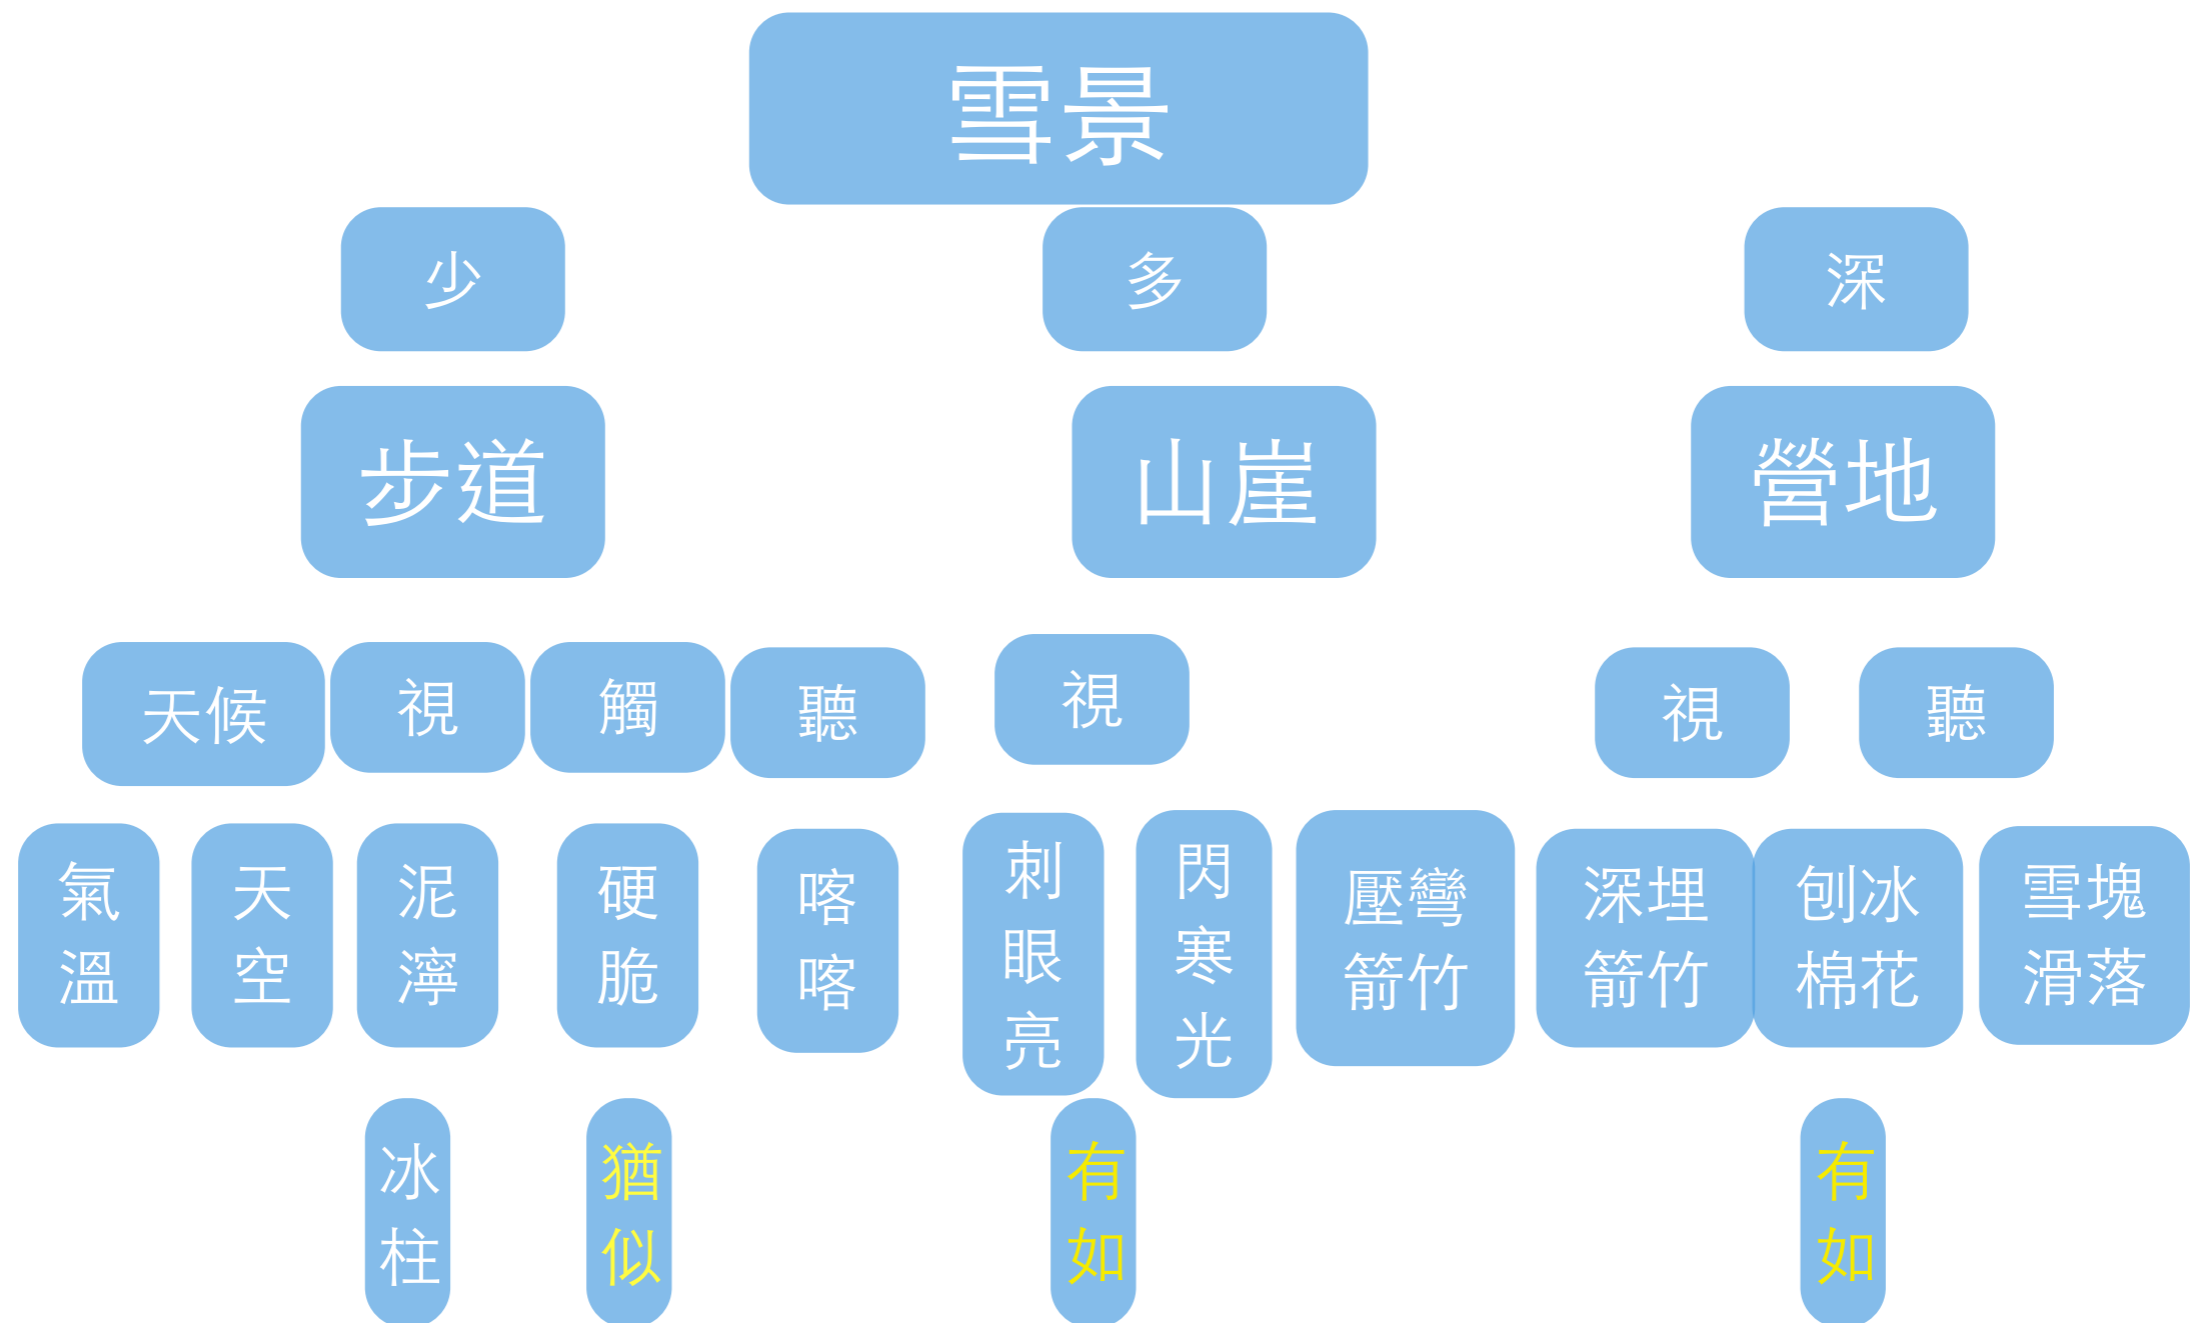 雪景
少
多
深
步道
山崖
營地
天候
視
觸
聽
視
視
聽
氣
溫
天
空
泥
濘
硬
脆
喀
喀
刺
眼
亮
閃
寒
光
壓彎
箭竹
深埋
箭竹
刨冰
棉花
雪塊
滑落
冰
柱
猶
似
有
如
有
如